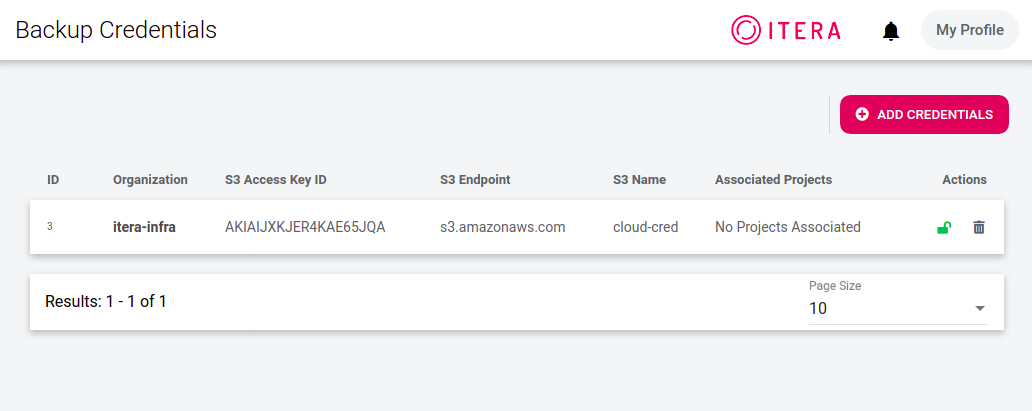 Backup Credentials
ITERA
My Profile
ADD CREDENTIALS
ID Organization S3 Access Key ID S3 Endpoint S3 Name Associated Projects Actions
3 itera-infra AKIAIJXKJER4KAE65JQA s3.amazonaws.com cloud-cred No Projects Associated
Page Size
Results: 1 - 1 of 1
10